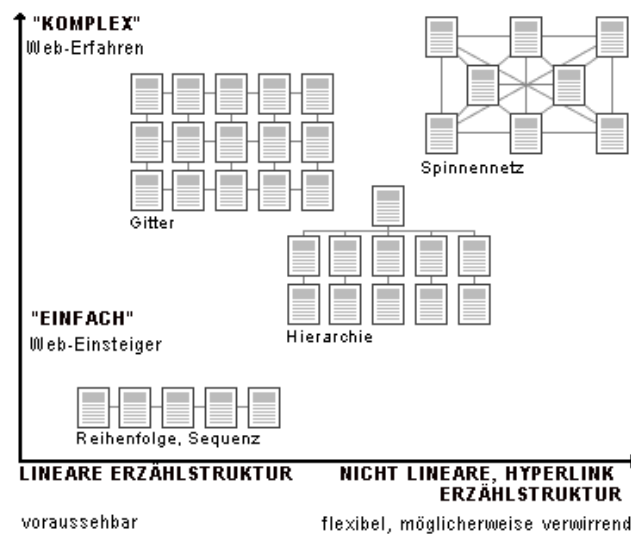 "KOMPLEX"
Web-Erfahren
Spinnennetz
Gitter
"EINFACH"
Web-Einsteiger
Hierarchie
Reihenfolge, Sequenz
LINEARE ERZÄHLSTRUKTUR
NICHT LINEARE, HYPERLINK
ERZÄHLSTRUKTUR
voraussehbar
flexibel, möglicherweise verwirrend